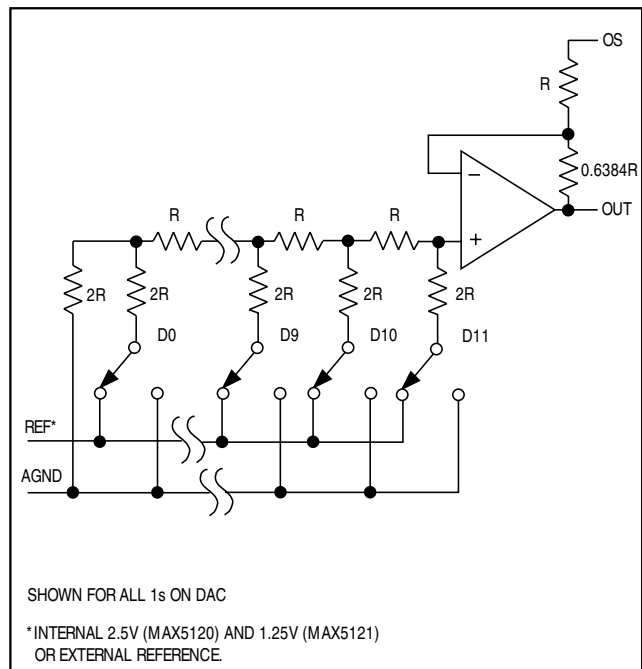 OS
R
−
0.6384R
OUT
R
R
R
+
2R
2R
2R
2R
2R
D0
D9
D10
D11
REF*
AGND
SHOWN FOR ALL 1s ON DAC
*INTERNAL 2.5V (MAX5120) AND 1.25V (MAX5121)
OR EXTERNAL REFERENCE.